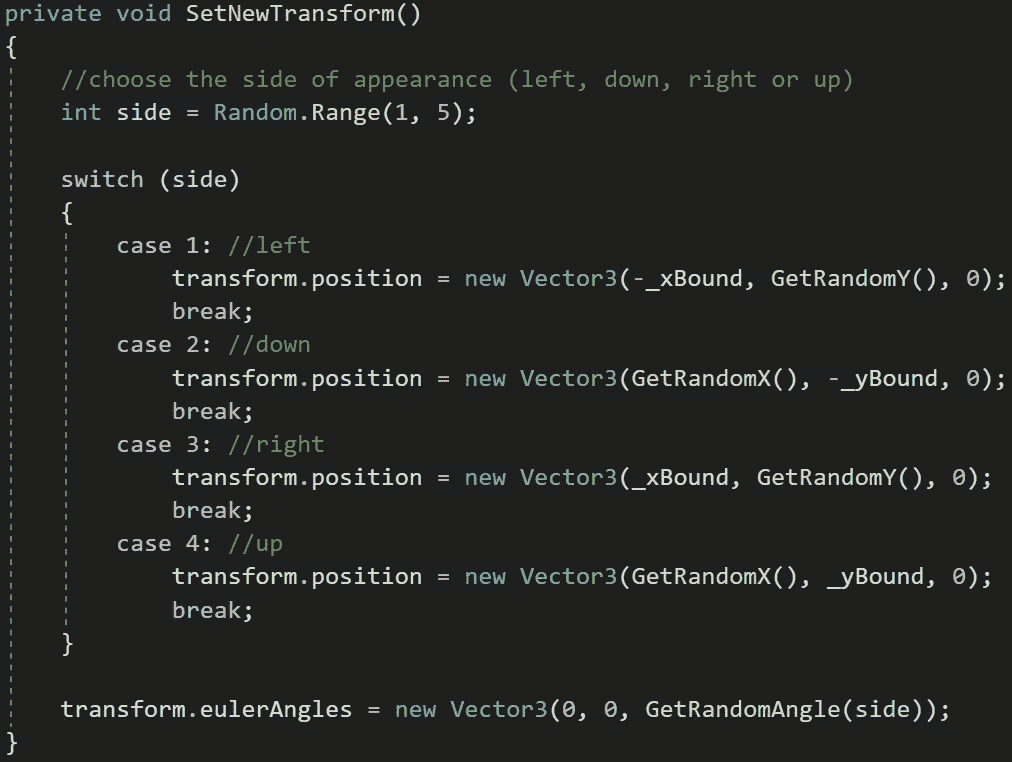 private void SetNewTransform()
{
    //choose the side of appearance (left, down, right or up)
    int side = Random.Range(1, 5);

    switch (side)
    {
        case 1: //left
            transform.position = new Vector3(-_xBound, GetRandomY(), 0);
            break;
        case 2: //down
            transform.position = new Vector3(GetRandomX(), -_yBound, 0);
            break;
        case 3: //right
            transform.position = new Vector3(_xBound, GetRandomY(), 0);
            break;
        case 4: //up
            transform.position = new Vector3(GetRandomX(), _yBound, 0);
            break;
    }

    transform.eulerAngles = new Vector3(0, 0, GetRandomAngle(side));
}